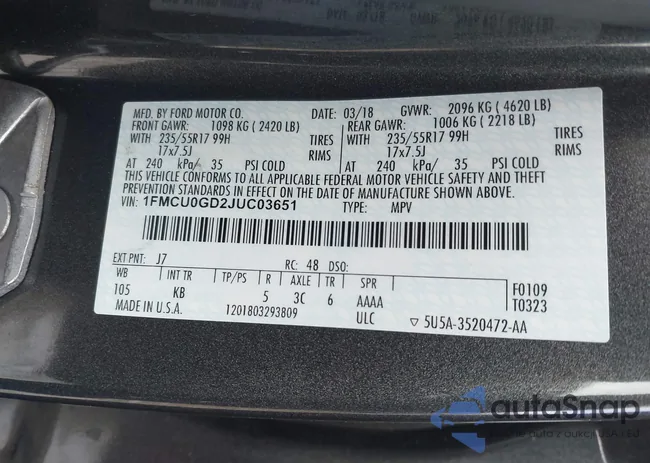 MFD. BY FORD MOTOR CO. DATE: 03/18 GVWR: 2096 KG ( 4620 LB)
FRONT GAWR: 1098 KG ( 2420 LB) REAR GAWR: 1006 KG ( 2218 LB)
WITH 235/55R17 99H TIRES WITH 235/55R17 99H TIRES
17x7.5J RIMS 17x7.5J RIMS
AT 240 kPa/ 35 PSI COLD AT 240 kPa/ 35 PSI COLD
THIS VEHICLE CONFORMS TO ALL APPLICABLE FEDERAL MOTOR VEHICLE SAFETY AND THEFT
PREVENTION STANDARDS IN EFFECT ON THE DATE OF MANUFACTURE SHOWN ABOVE.
VIN: 1FMCU0GD2JUC03651 TYPE: MPV
EXT PNT: J7 RC: 48 DSO:
WB INT TR TP/PS R AXLE TR SPR F0109
105 KB 5 3C 6 AAAA T0323
MADE IN U.S.A. 1201803293809 ULC ▽ 5U5A-3520472-AA
autoSnap